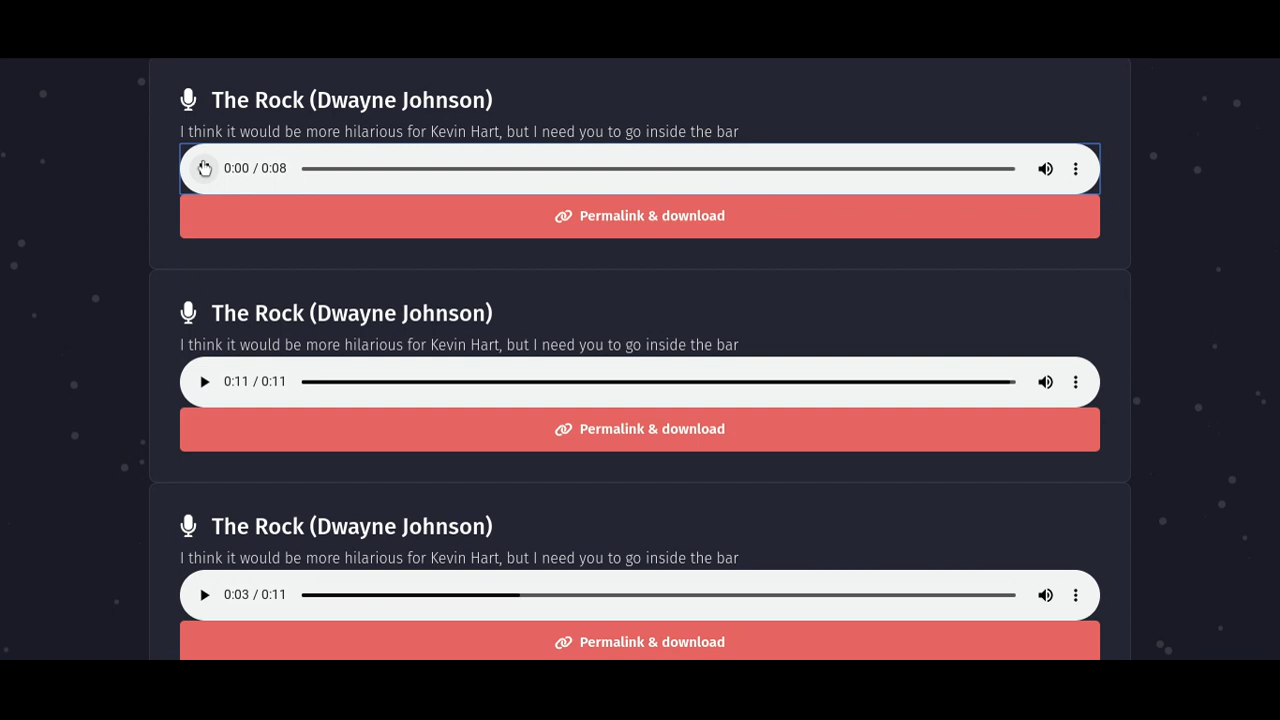 The Rock (Dwayne Johnson)
I think it would be more hilarious for Kevin Hart, but I need you to go inside the bar
0:00 / 0:08
Permalink & download
The Rock (Dwayne Johnson)
I think it would be more hilarious for Kevin Hart, but I need you to go inside the bar
0:11 / 0:11
Permalink & download
The Rock (Dwayne Johnson)
I think it would be more hilarious for Kevin Hart, but I need you to go inside the bar
0:03 / 0:11
Permalink & download